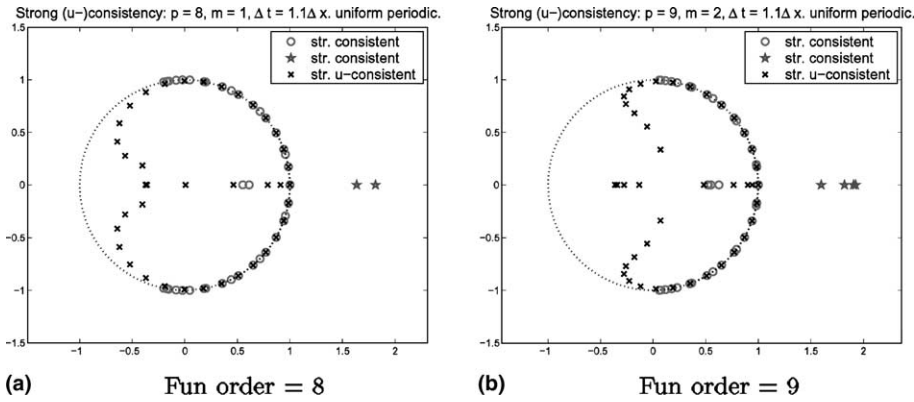 Strong (u-)consistency: p = 8, m = 1, Δ t = 1.1Δ x. uniform periodic.
str. consistent
str. consistent
str. u-consistent
1.5
1
0.5
0
-0.5
-1
-1.5
-1
-0.5
0
0.5
1
1.5
2
(a) Fun order = 8
Strong (u-)consistency: p = 9, m = 2, Δ t = 1.1Δ x. uniform periodic.
str. consistent
str. consistent
str. u-consistent
1.5
1
0.5
0
-0.5
-1
-1.5
-1
-0.5
0
0.5
1
1.5
2
(b) Fun order = 9